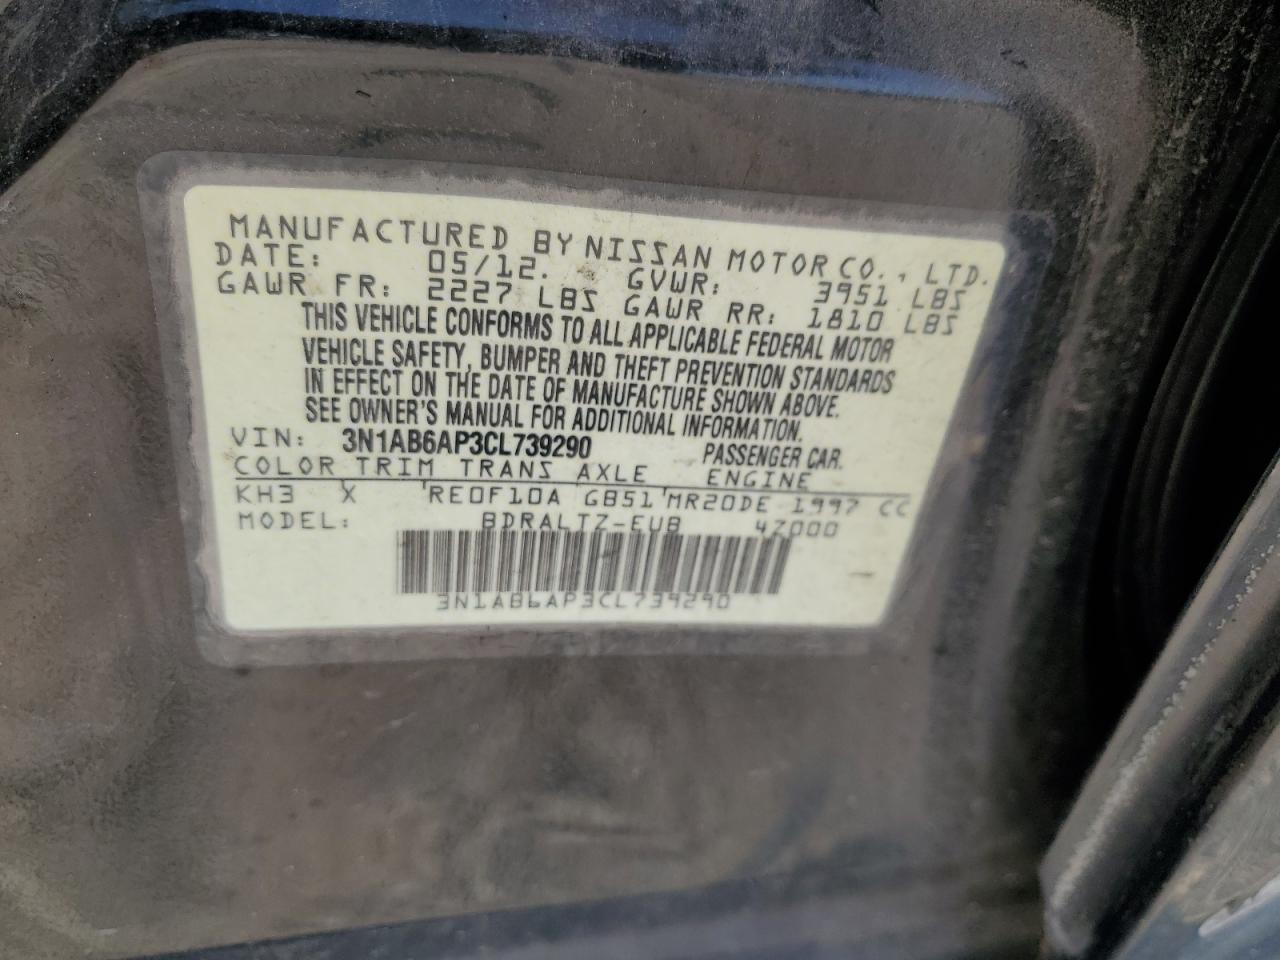 MANUFACTURED BY NISSAN MOTOR CO., LTD.
DATE: 05/12. GVWR: 3951 LBS
GAWR FR: 2227 LBS GAWR RR: 1810 LBS
THIS VEHICLE CONFORMS TO ALL APPLICABLE FEDERAL MOTOR
VEHICLE SAFETY, BUMPER AND THEFT PREVENTION STANDARDS
IN EFFECT ON THE DATE OF MANUFACTURE SHOWN ABOVE.
SEE OWNER'S MANUAL FOR ADDITIONAL INFORMATION.
VIN: 3N1AB6AP3CL739290 PASSENGER CAR.
COLOR TRIM TRANS AXLE ENGINE
KH3 X RE0F10A GB51 MR20DE 1997 CC
MODEL: BDRALTZ-EUB 4Z000
3N1AB6AP3CL739290